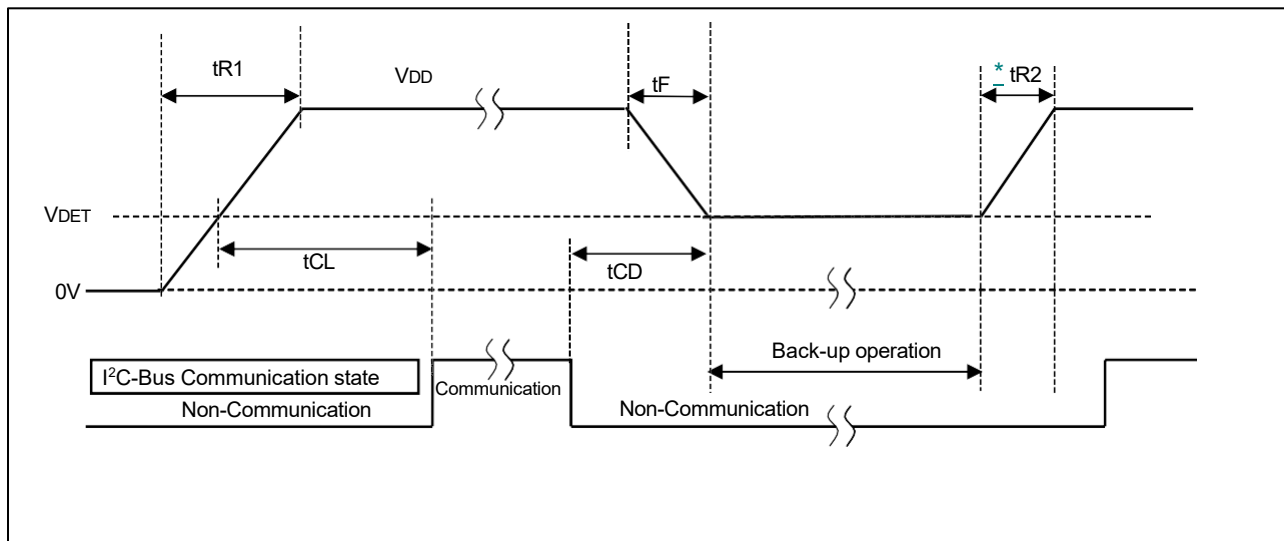 tR1
VDD
tF
* tR2
VDET
tCL
tCD
0V
Back-up operation
I²C-Bus Communication state
Communication
Non-Communication
Non-Communication